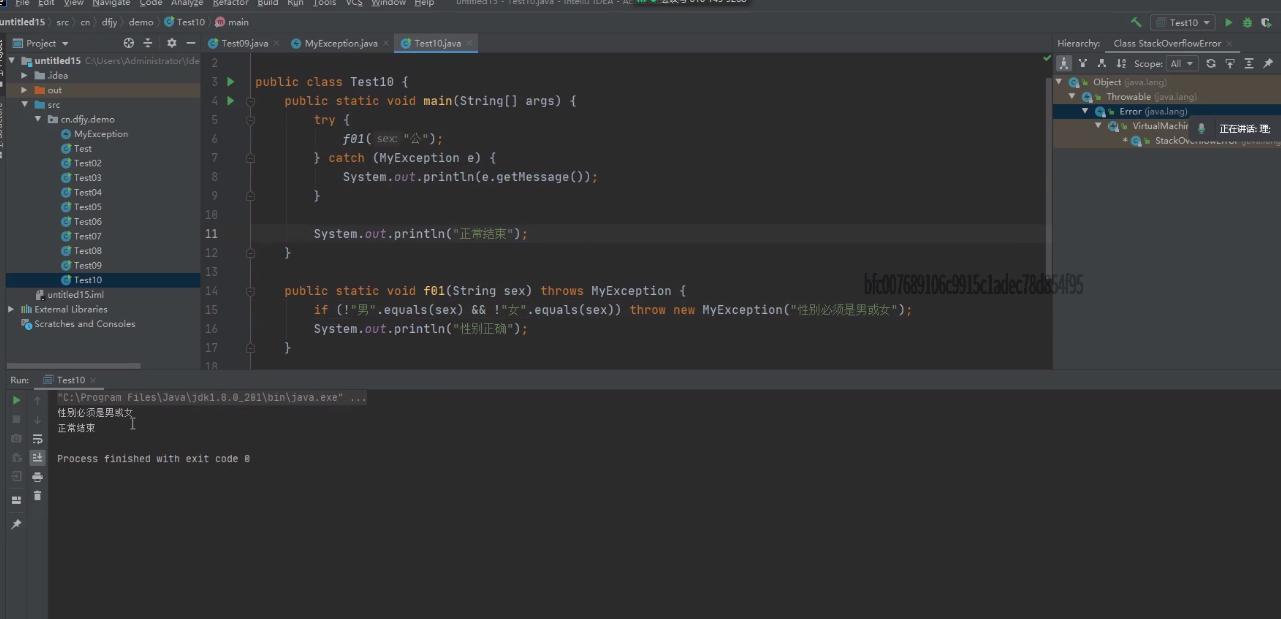 File Edit View Navigate Code Analyze Refactor Build Run Tools VCS Window Help
untitled15 src cn dfjy demo Test10 main Test10
Project Test09.java MyException.java Test10.java Hierarchy: Class StackOverflowError
untitled15 C:\Users\Administrator\Ide
.idea
out
src
cn.dfjy.demo
MyException
Test
Test02
Test03
Test04
Test05
Test06
Test07
Test08
Test09
Test10
untitled15.iml
External Libraries
Scratches and Consoles
2
3 public class Test10 {
4 public static void main(String[] args) {
5 try {
6 f01( sex: "公");
7 } catch (MyException e) {
8 System.out.println(e.getMessage());
9 }
10
11 System.out.println("正常结束");
12 }
13
14 public static void f01(String sex) throws MyException {
15 if (!"男".equals(sex) && !"女".equals(sex)) throw new MyException("性别必须是男或女");
16 System.out.println("性别正确");
17 }
18
Scope: All
Object (java.lang)
Throwable (java.lang)
Error (java.lang)
正在讲话: 理;
StackOverflowError
Run: Test10
"C:\Program Files\Java\jdk1.8.0_201\bin\java.exe" ...
性别必须是男或女
正常结束
Process finished with exit code 0